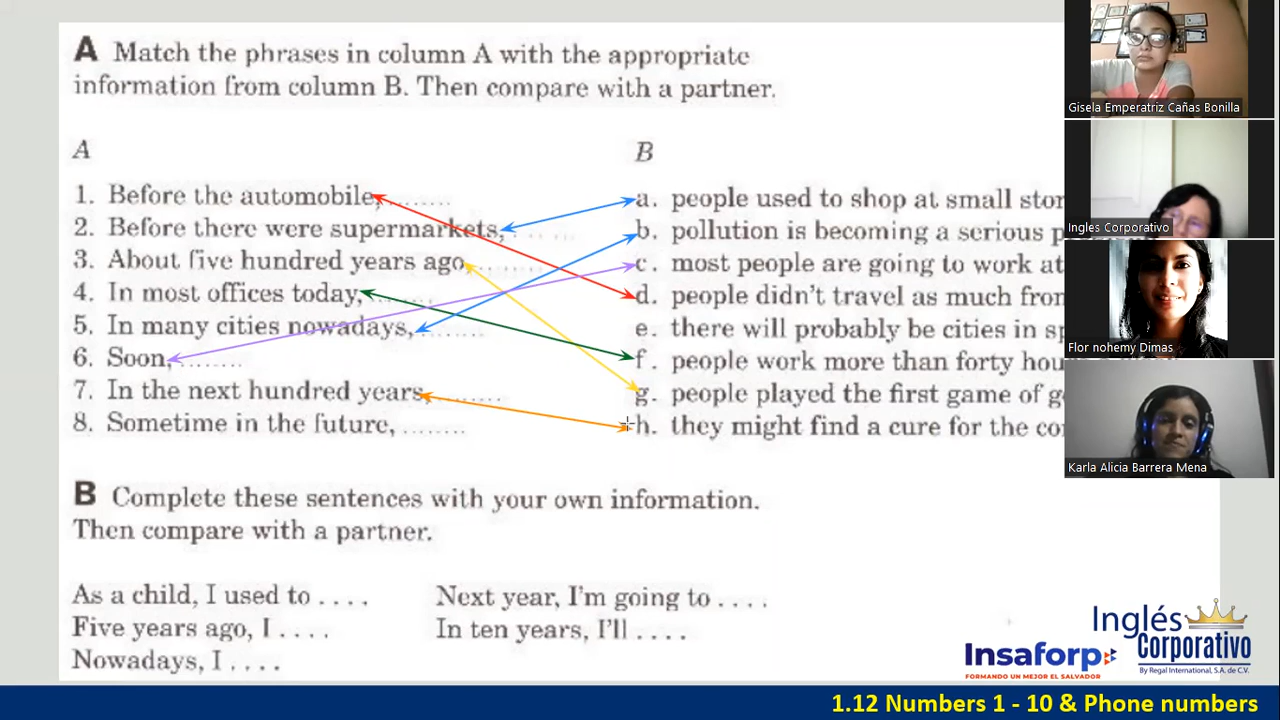 A Match the phrases in column A with the appropriate
information from column B. Then compare with a partner.
A
1. Before the automobile, ........
2. Before there were supermarkets, ........
3. About five hundred years ago, ........
4. In most offices today, ........
5. In many cities nowadays, ........
6. Soon, ........
7. In the next hundred years, ........
8. Sometime in the future, ........
B
a. people used to shop at small
b. pollution is becoming a serious
c. most people are going to work at
d. people didn't travel as much
e. there will probably be cities in
f. people work more than forty
g. people played the first game of
h. they might find a cure for the
B Complete these sentences with your own information.
Then compare with a partner.
As a child, I used to ....
Five years ago, I ....
Nowadays, I ....
Next year, I'm going to ....
In ten years, I'll ....
Gisela Emperatriz Cañas Bonilla
Ingles Corporativo
Flor nohemy Dimas
Karla Alicia Barrera Mena
Insaforp
FORMANDO UN MEJOR EL SALVADOR
Inglés
Corporativo
By Regal International, S.A. de C.V.
1.12 Numbers 1 - 10 & Phone numbers